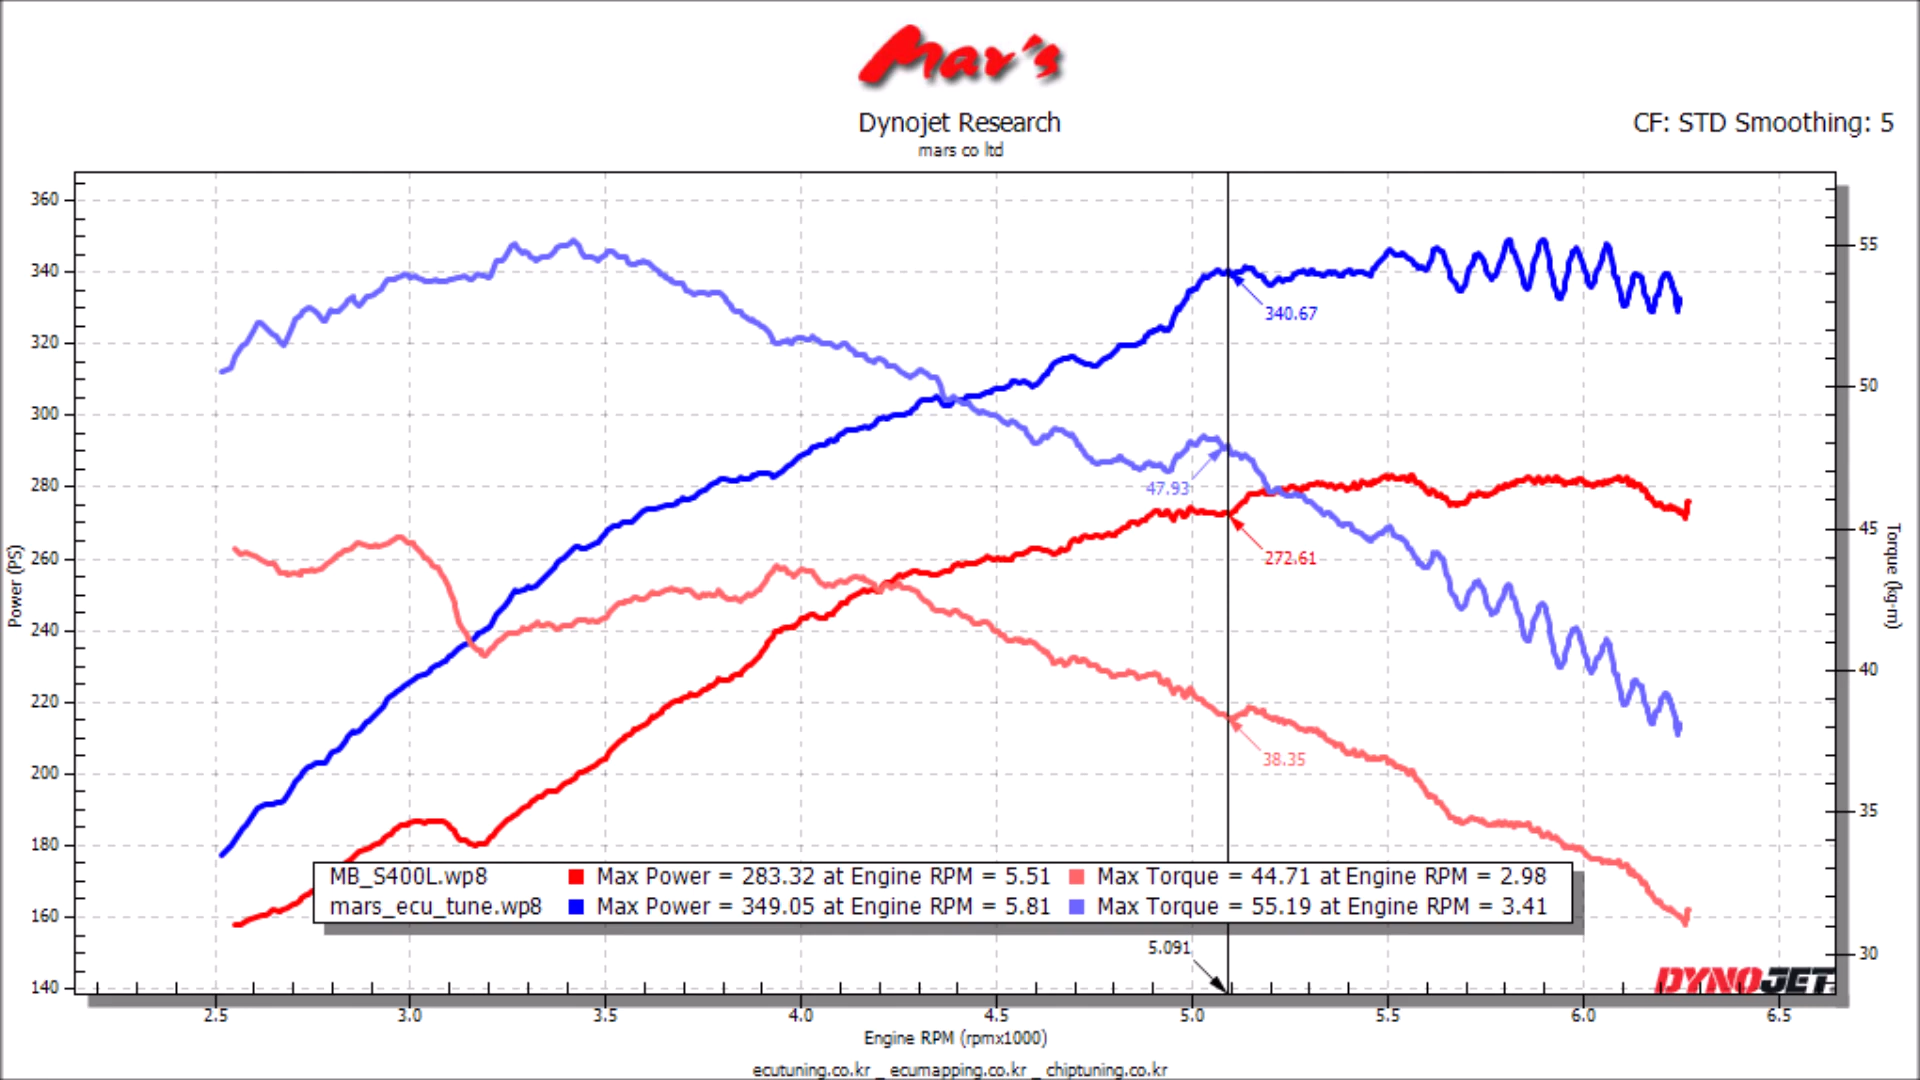 Mar's
Dynojet Research
CF: STD Smoothing: 5
mars co ltd
360
340
320
300
280
260
240
220
200
180
160
140
Power (PS)
55
50
45
40
35
30
Torque (kg·m)
340.67
47.93
272.61
38.35
MB_S400L.wp8 Max Power = 283.32 at Engine RPM = 5.51 Max Torque = 44.71 at Engine RPM = 2.98
mars_ecu_tune.wp8 Max Power = 349.05 at Engine RPM = 5.81 Max Torque = 55.19 at Engine RPM = 3.41
5.091
DYNOJET
2.5 3.0 3.5 4.0 4.5 5.0 5.5 6.0 6.5
Engine RPM (rpmx1000)
ecutuning.co.kr _ ecumapping.co.kr _ chiptuning.co.kr